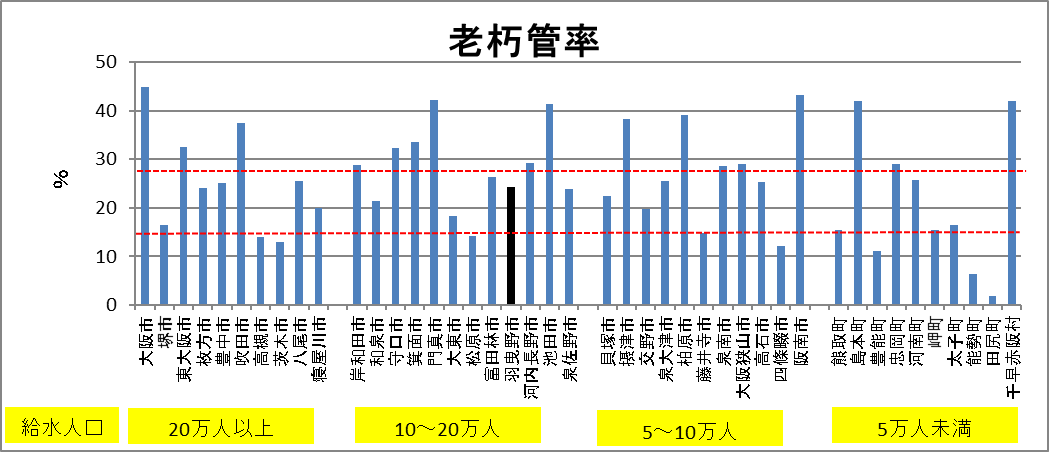 老朽管率
50
40
30
20
10
0
%
大阪市
堺市
東大阪市
枚方市
豊中市
吹田市
高槻市
茨木市
八尾市
寝屋川市
岸和田市
和泉市
守口市
箕面市
門真市
大東市
松原市
富田林市
羽曳野市
河内長野市
池田市
泉佐野市
貝塚市
摂津市
交野市
泉大津市
柏原市
藤井寺市
泉南市
大阪狭山市
高石市
四條畷市
阪南市
熊取町
島本町
豊能町
忠岡町
河南町
岬町
太子町
能勢町
田尻町
千早赤阪村
給水人口
20万人以上
10～20万人
5～10万人
5万人未満